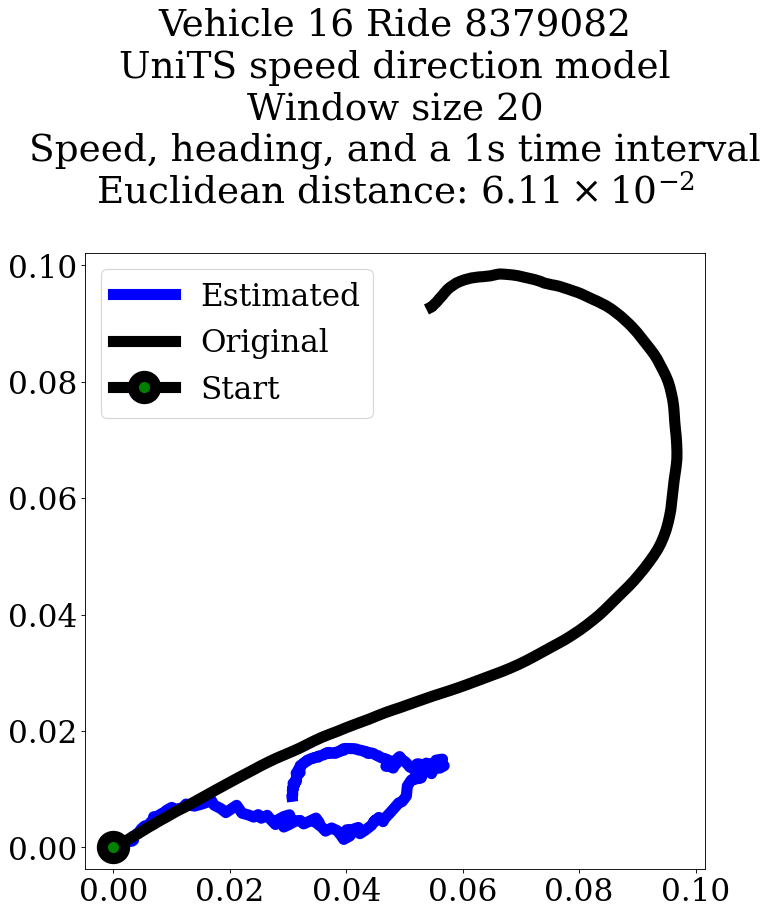 Vehicle 16 Ride 8379082
UniTS speed direction model
Window size 20
Speed, heading, and a 1s time interval
Euclidean distance: 6.11 × 10⁻²
0.10
0.08
0.06
0.04
0.02
0.00
Estimated
Original
Start
0.00 0.02 0.04 0.06 0.08 0.10